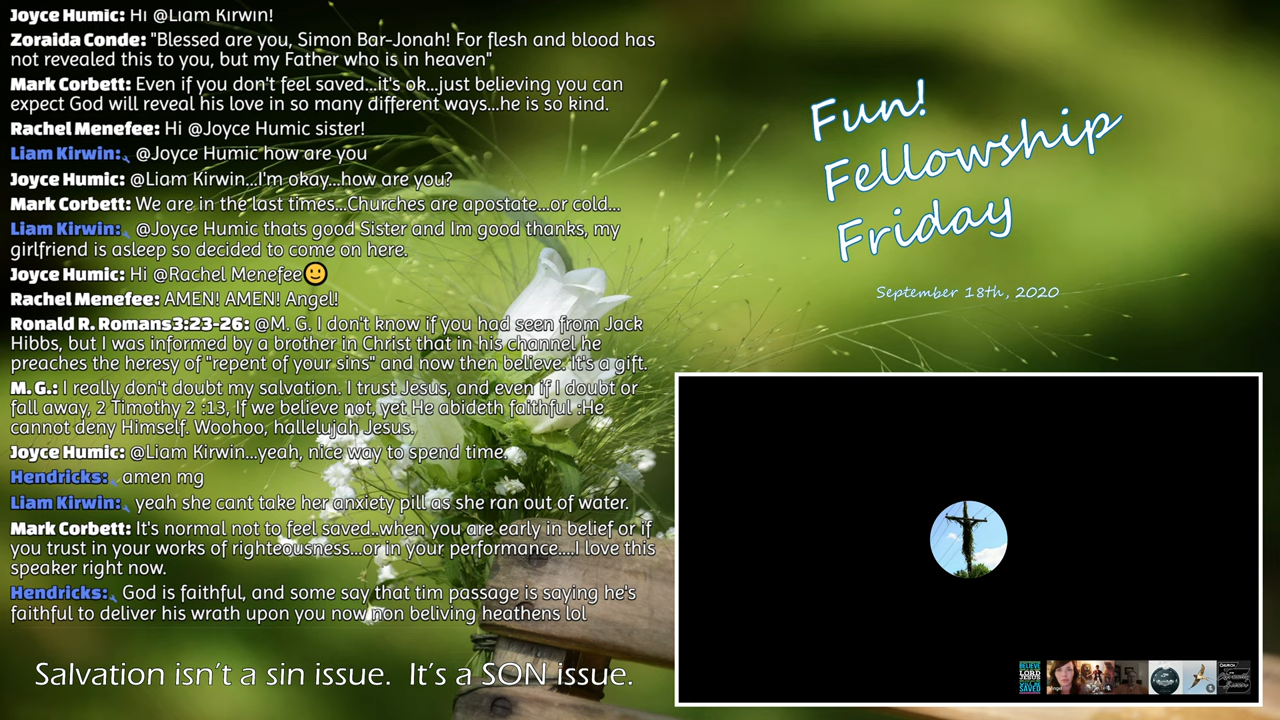 Joyce Humic: Hi @Liam Kirwin!
Zoraida Conde: "Blessed are you, Simon Bar-Jonah! For flesh and blood has
not revealed this to you, but my Father who is in heaven"
Mark Corbett: Even if you don't feel saved...it's ok...just believing you can
expect God will reveal his love in so many different ways...he is so kind.
Rachel Menefee: Hi @Joyce Humic sister!
Liam Kirwin: @Joyce Humic how are you
Joyce Humic: @Liam Kirwin...I'm okay...how are you?
Mark Corbett: We are in the last times...Churches are apostate...or cold...
Liam Kirwin: @Joyce Humic thats good Sister and Im good thanks, my
girlfriend is asleep so decided to come on here.
Joyce Humic: Hi @Rachel Menefee🙂
Rachel Menefee: AMEN! AMEN! Angel!
Ronald R. Romans3:23-26: @M. G. I don't know if you had seen from Jack
Hibbs, but I was informed by a brother in Christ that in his channel he
preaches the heresy of "repent of your sins" and now then believe. It's a gift.
M. G.: I really don't doubt my salvation. I trust Jesus, and even if I doubt or
fall away, 2 Timothy 2 :13, If we believe not, yet He abideth faithful :He
cannot deny Himself. Woohoo, hallelujah Jesus.
Joyce Humic: @Liam Kirwin...yeah, nice way to spend time.
Hendricks: amen mg
Liam Kirwin: yeah she cant take her anxiety pill as she ran out of water.
Mark Corbett: It's normal not to feel saved..when you are early in belief or if
you trust in your works of righteousness...or in your performance....I love this
speaker right now.
Hendricks: God is faithful, and some say that tim passage is saying he's
faithful to deliver his wrath upon you now non beliving heathens lol
Salvation isn't a sin issue. It's a SON issue.
Fun!
Fellowship
Friday
September 18th, 2020
BELIEVE
SAVED
Angel
CHURCH